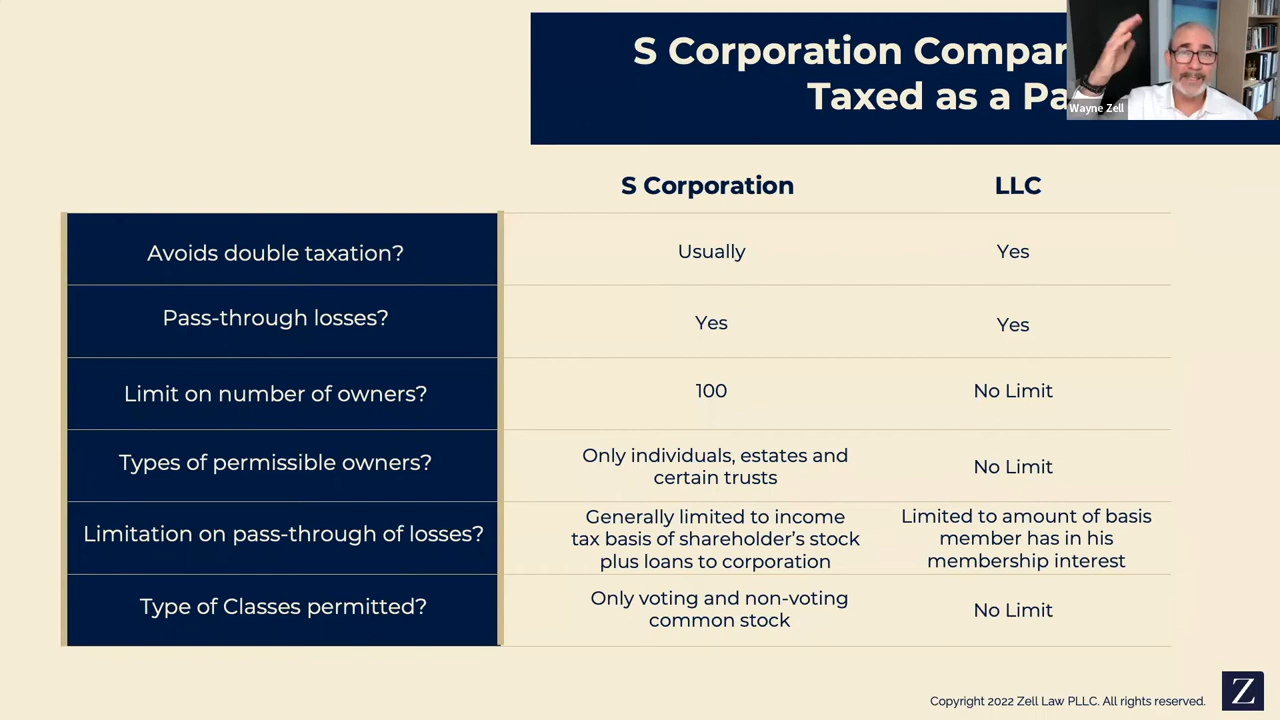 S Corporation Compar
Taxed as a Pa
Wayne Zell
S Corporation
LLC
Avoids double taxation?
Usually
Yes
Pass-through losses?
Yes
Yes
Limit on number of owners?
100
No Limit
Types of permissible owners?
Only individuals, estates and
certain trusts
No Limit
Limitation on pass-through of losses?
Generally limited to income
tax basis of shareholder's stock
plus loans to corporation
Limited to amount of basis
member has in his
membership interest
Type of Classes permitted?
Only voting and non-voting
common stock
No Limit
Copyright 2022 Zell Law PLLC. All rights reserved.
Z